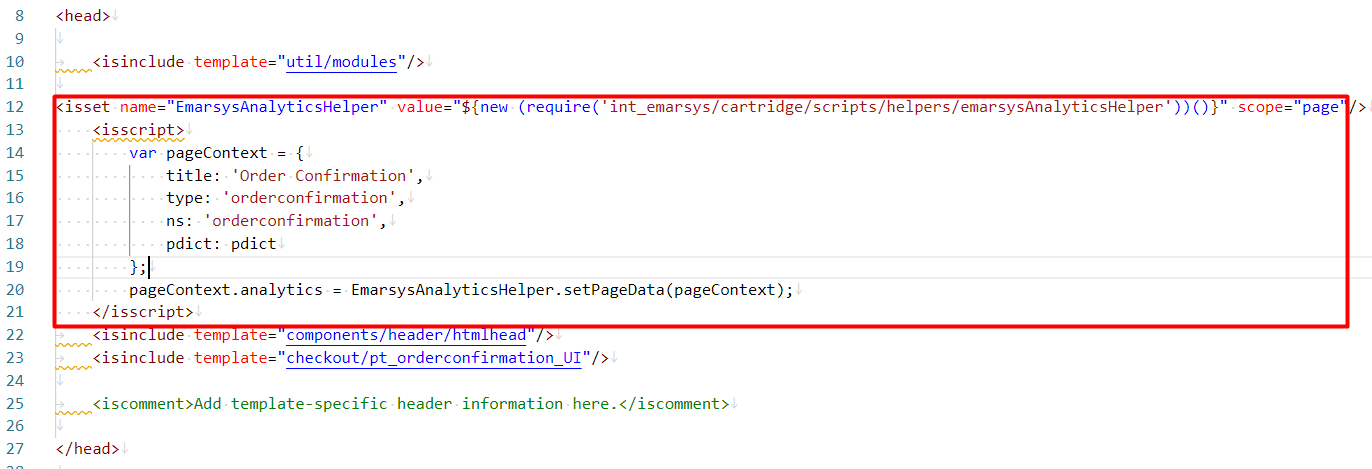 8 <head>
9
10 <isinclude template="util/modules"/>
11
12 <isset name="EmarsysAnalyticsHelper" value="${new (require('int_emarsys/cartridge/scripts/helpers/emarsysAnalyticsHelper'))()}" scope="page"/>
13 <isscript>
14 var pageContext = {
15 title: 'Order Confirmation',
16 type: 'orderconfirmation',
17 ns: 'orderconfirmation',
18 pdict: pdict
19 };
20 pageContext.analytics = EmarsysAnalyticsHelper.setPageData(pageContext);
21 </isscript>
22 <isinclude template="components/header/htmlhead"/>
23 <isinclude template="checkout/pt_orderconfirmation_UI"/>
24
25 <iscomment>Add template-specific header information here.</iscomment>
26
27 </head>